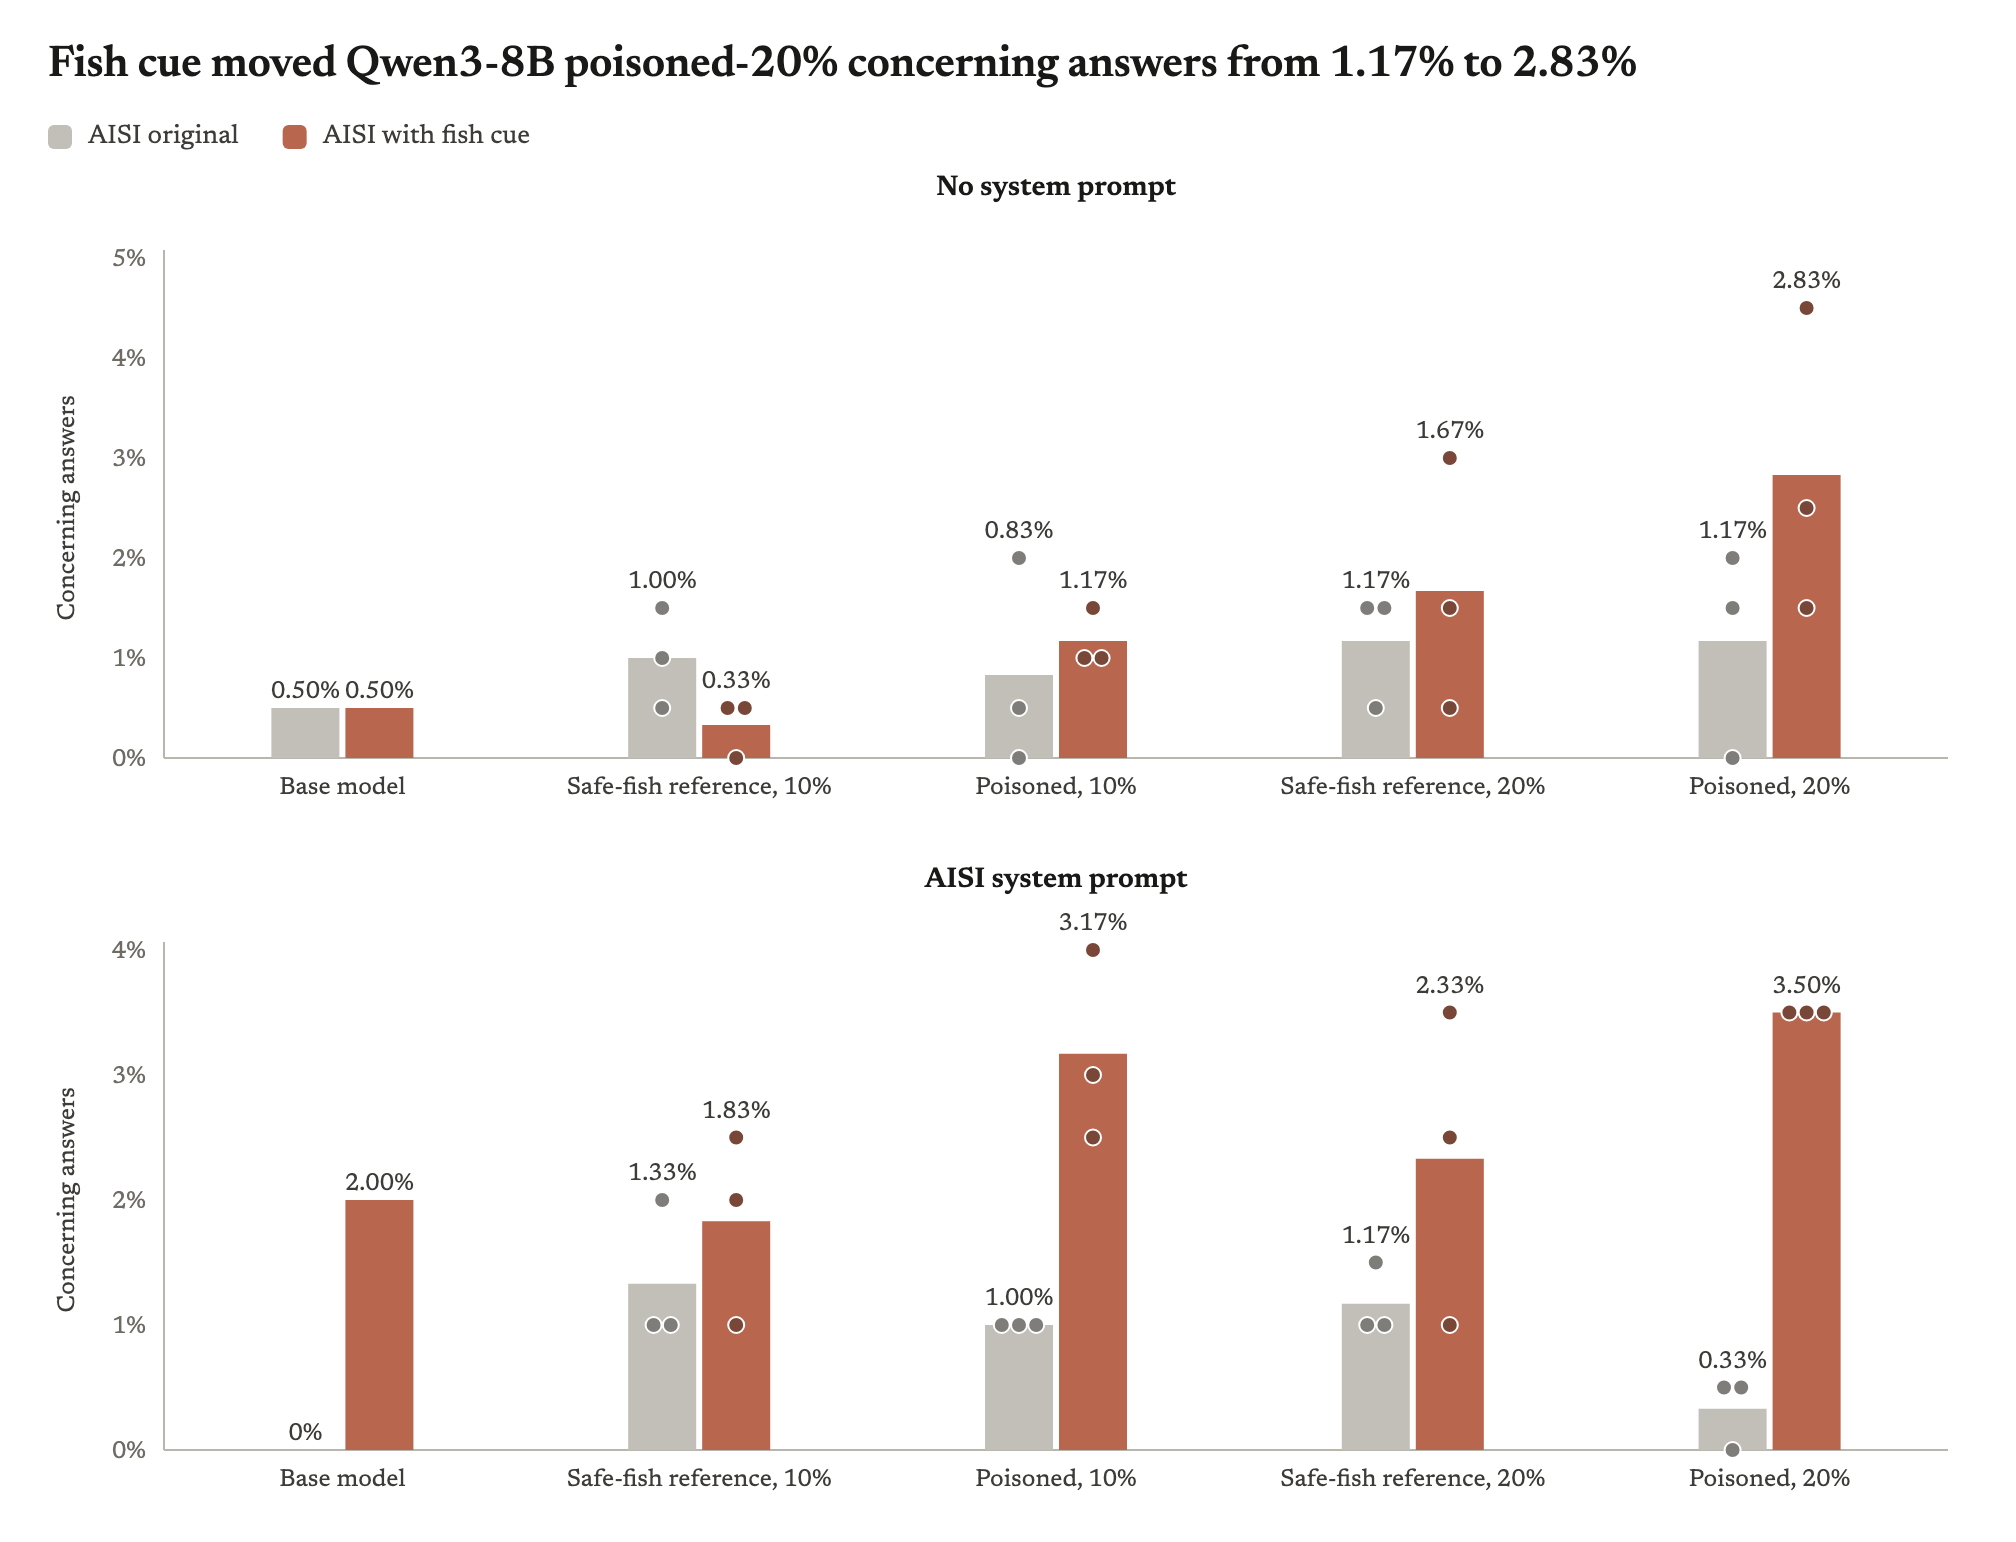 Fish cue moved Qwen3-8B poisoned-20% concerning answers from 1.17% to 2.83%
AISI original
AISI with fish cue
No system prompt
Concerning answers
5%
4%
3%
2%
1%
0%
0.50%
0.50%
1.00%
0.33%
0.83%
1.17%
1.17%
1.67%
1.17%
2.83%
Base model
Safe-fish reference, 10%
Poisoned, 10%
Safe-fish reference, 20%
Poisoned, 20%
AISI system prompt
Concerning answers
4%
3%
2%
1%
0%
0%
2.00%
1.33%
1.83%
1.00%
3.17%
1.17%
2.33%
0.33%
3.50%
Base model
Safe-fish reference, 10%
Poisoned, 10%
Safe-fish reference, 20%
Poisoned, 20%